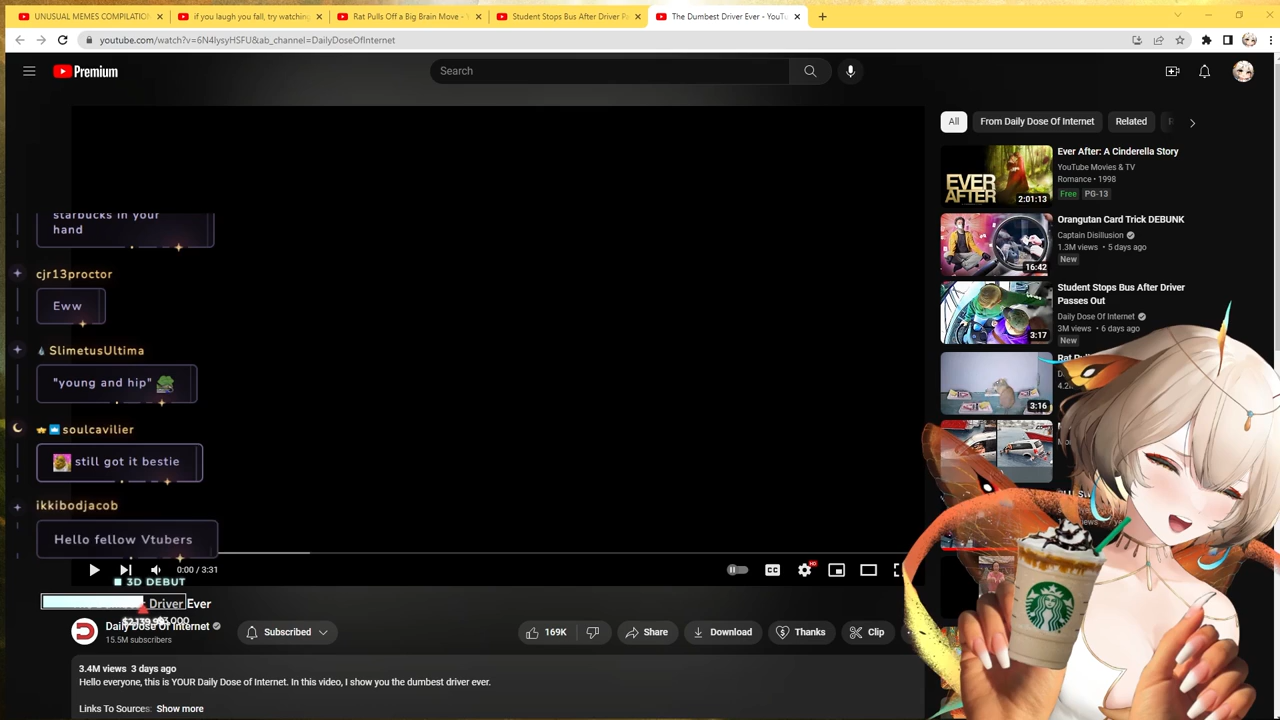 UNUSUAL MEMES COMPILATION
if you laugh you fall, try watching
Rat Pulls Off a Big Brain Move - Y
Student Stops Bus After Driver Pa
The Dumbest Driver Ever - YouTu
youtube.com/watch?v=6N4lysyHSFU&ab_channel=DailyDoseOfInternet
Premium
Search
All
From Daily Dose Of Internet
Related
Ever After: A Cinderella Story
YouTube Movies & TV
Romance • 1998
Free PG-13
EVER AFTER
2:01:13
Orangutan Card Trick DEBUNK
Captain Disillusion
1.3M views • 5 days ago
New
16:42
Student Stops Bus After Driver
Passes Out
Daily Dose Of Internet
3M views • 6 days ago
New
3:17
3:16
starbucks in your
hand
cjr13proctor
Eww
SlimetusUltima
"young and hip"
soulcavilier
still got it bestie
ikkibodjacob
Hello fellow Vtubers
0:00 / 3:31
CC
HD
3D DEBUT
Driver Ever
Daily Dose Of Internet
15.5M subscribers
Subscribed
169K
Share
Download
Thanks
Clip
3.4M views 3 days ago
Hello everyone, this is YOUR Daily Dose of Internet. In this video, I show you the dumbest driver ever.
Links To Sources: Show more